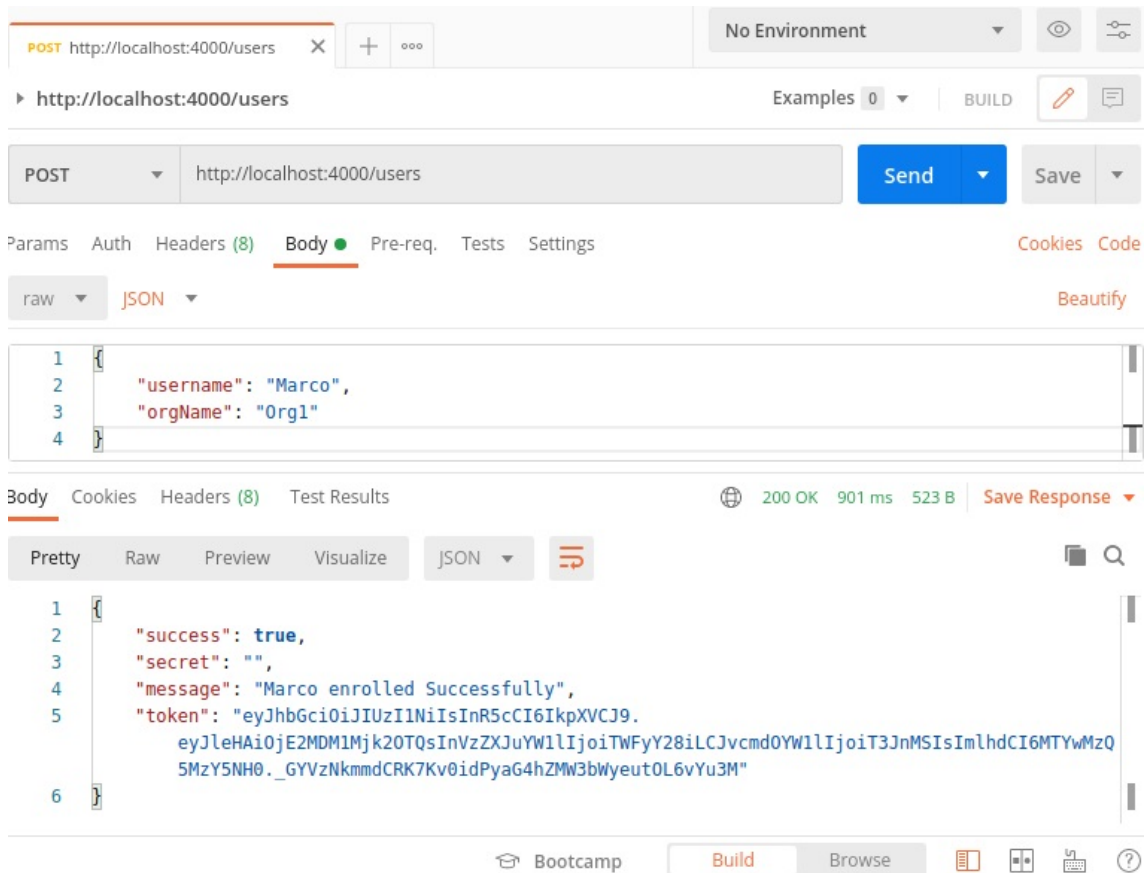 POST http://localhost:4000/users
No Environment
http://localhost:4000/users
Examples 0
BUILD
POST
http://localhost:4000/users
Send
Save
Params Auth Headers (8) Body Pre-req. Tests Settings Cookies Code
raw JSON Beautify
1 {
2 "username": "Marco",
3 "orgName": "Org1"
4 }
Body Cookies Headers (8) Test Results 200 OK 901 ms 523 B Save Response
Pretty Raw Preview Visualize JSON
1 {
2 "success": true,
3 "secret": "",
4 "message": "Marco enrolled Successfully",
5 "token": "eyJhbGciOiJIUzI1NiIsInR5cCI6IkpXVCJ9.
eyJleHAiOjE2MDM1Mjk2OTQsInVzZXJuYW1lIjoiTWFyY28iLCJvcmdOYW1lIjoiT3JnMSIsImlhdCI6MTYwMzQ
5MzY5NH0._GYVzNkmmdCRK7Kv0idPyaG4hZMW3bWyeutOL6vYu3M"
6 }
Bootcamp Build Browse